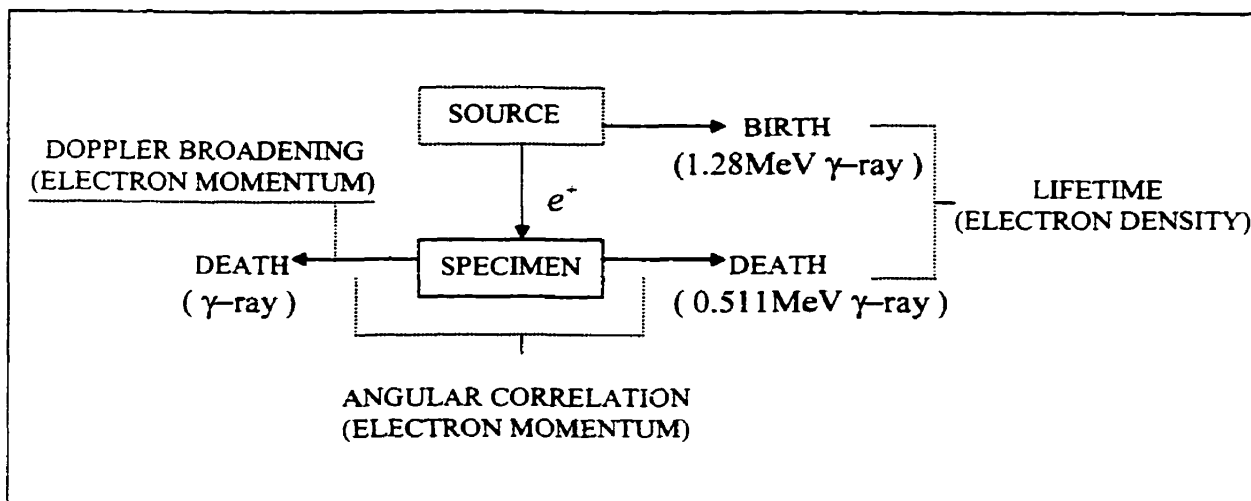 SOURCE
BIRTH
(1.28MeV γ–ray )
DOPPLER BROADENING
(ELECTRON MOMENTUM)
e⁺
LIFETIME
(ELECTRON DENSITY)
DEATH
( γ–ray )
SPECIMEN
DEATH
( 0.511MeV γ–ray )
ANGULAR CORRELATION
(ELECTRON MOMENTUM)